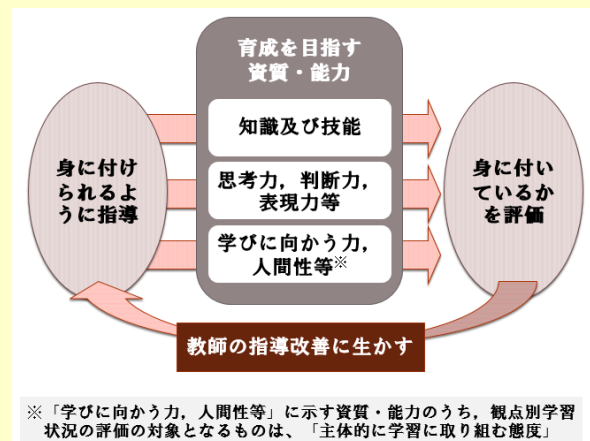 育成を目指す
資質・能力
身に付け
られるよ
うに指導
知識及び技能
思考力，判断力，
表現力等
学びに向かう力，
人間性等※
身に付い
ているか
を評価
教師の指導改善に生かす
※「学びに向かう力，人間性等」に示す資質・能力のうち，観点別学習
状況の評価の対象となるものは、「主体的に学習に取り組む態度」